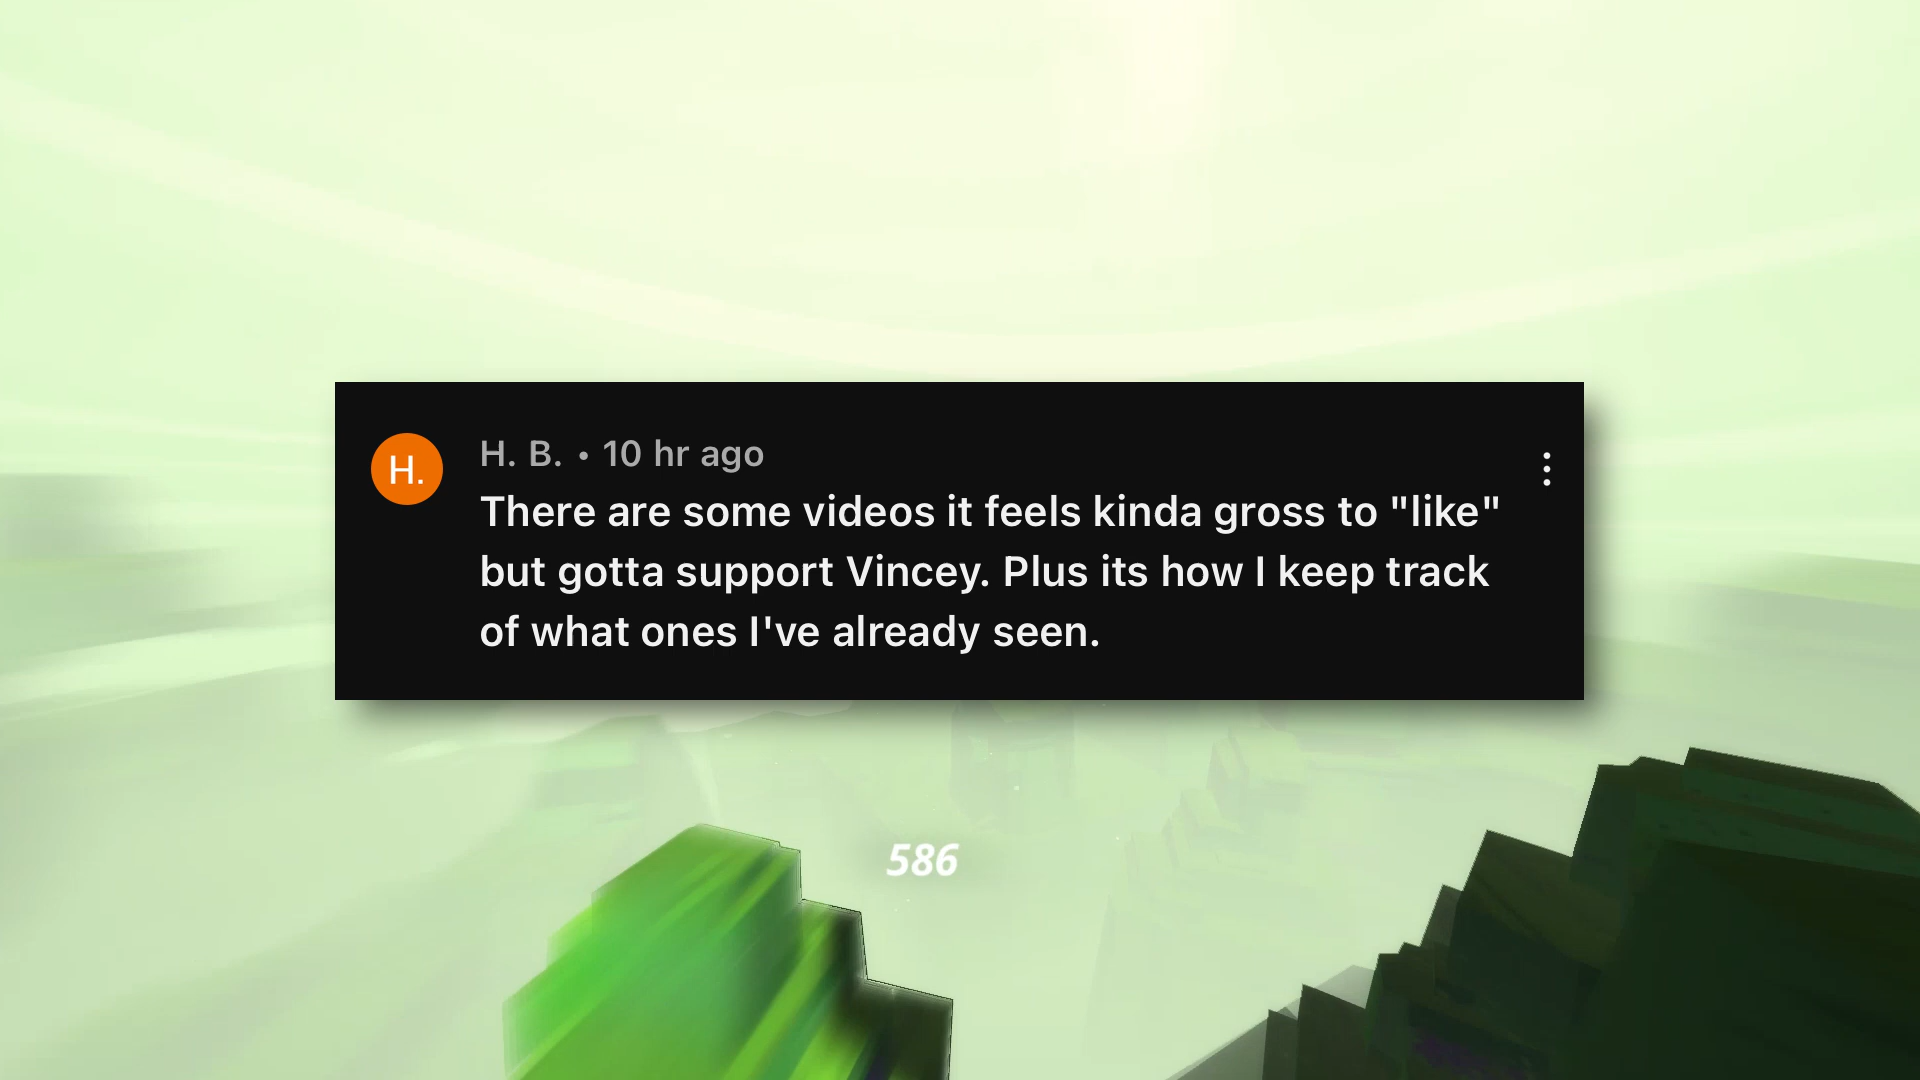 H.
H. B. • 10 hr ago
There are some videos it feels kinda gross to "like"
but gotta support Vincey. Plus its how I keep track
of what ones I've already seen.
586